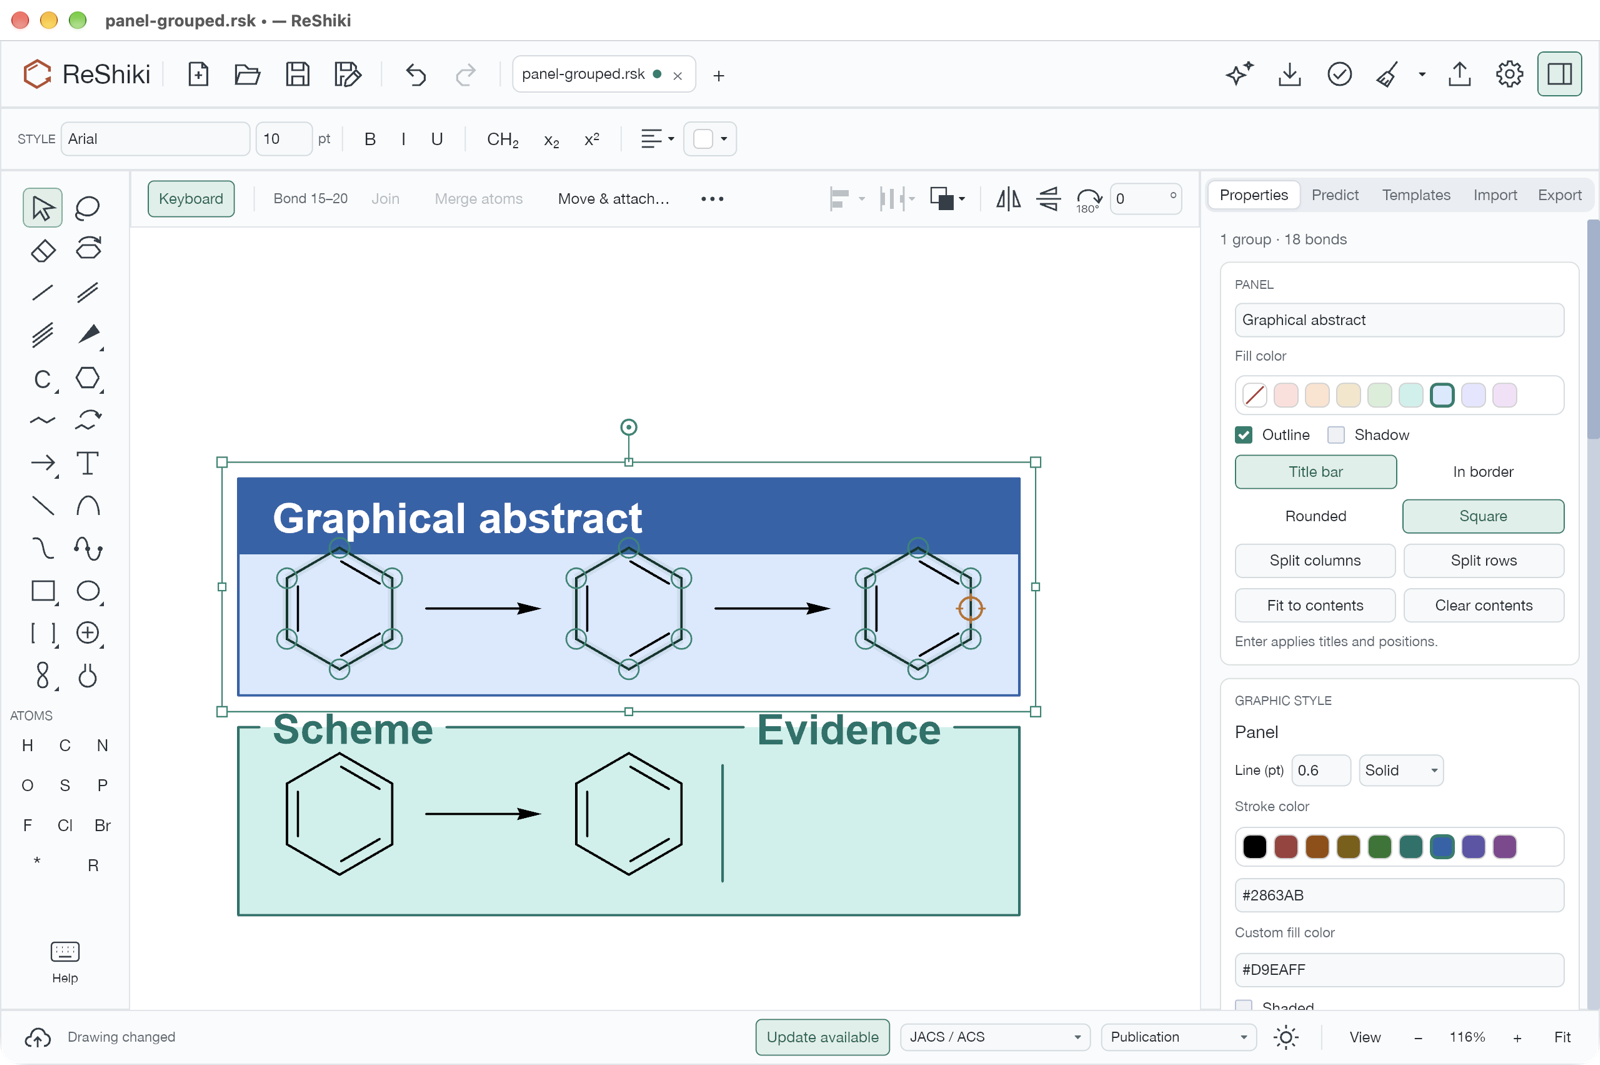 panel-grouped.rsk • — ReShiki
ReShiki
panel-grouped.rsk
STYLE Arial 10 pt B I U CH₂ x₂ x²
Keyboard Bond 15–20 Join Merge atoms Move & attach... 180° 0 °
Properties Predict Templates Import Export
1 group · 18 bonds
PANEL
Graphical abstract
Fill color
Outline Shadow
Title bar In border
Rounded Square
Split columns Split rows
Fit to contents Clear contents
Enter applies titles and positions.
GRAPHIC STYLE
Panel
Line (pt) 0.6 Solid
Stroke color
#2863AB
Custom fill color
#D9EAFF
Shaded
C
T
ATOMS
H C N
O S P
F Cl Br
* R
Help
Graphical abstract
Scheme Evidence
Drawing changed Update available JACS / ACS Publication View – 116% + Fit